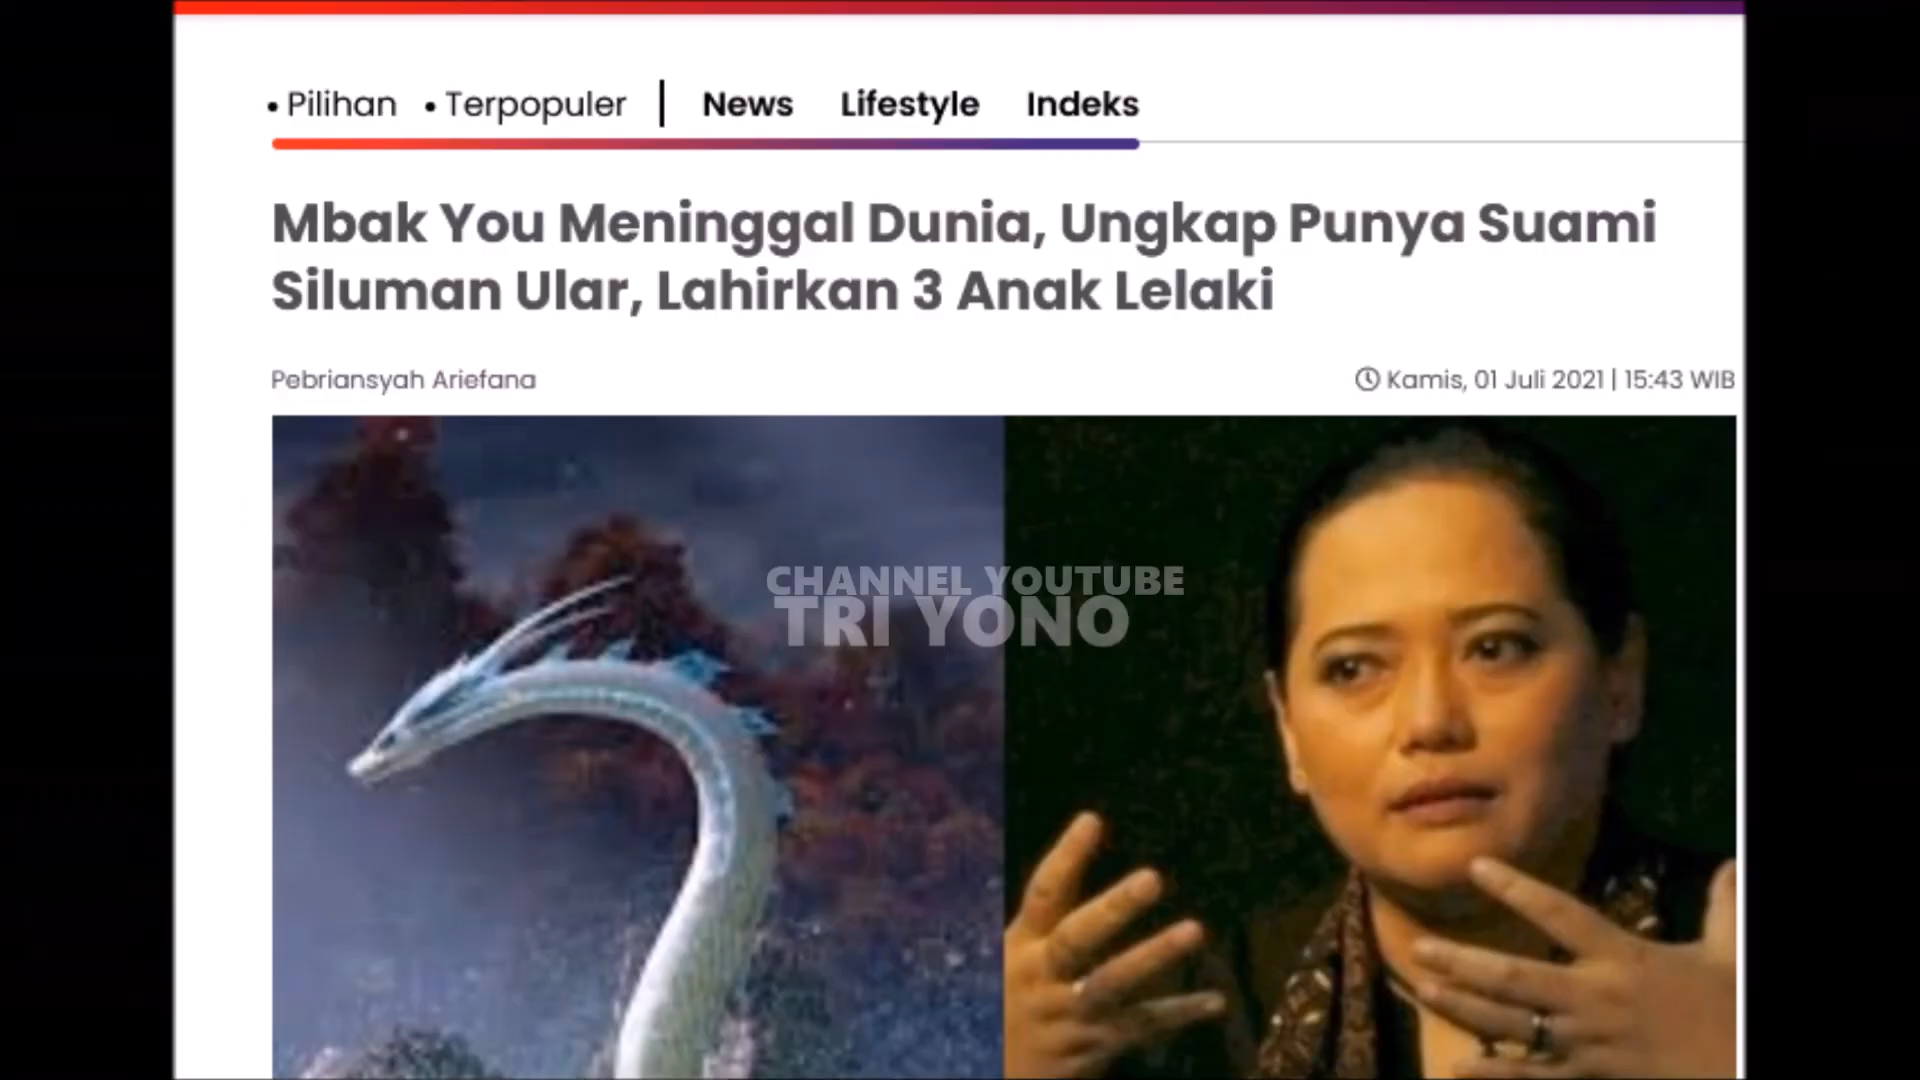 • Pilihan • Terpopuler | News Lifestyle Indeks
Mbak You Meninggal Dunia, Ungkap Punya Suami
Siluman Ular, Lahirkan 3 Anak Lelaki
Pebriansyah Ariefana
Kamis, 01 Juli 2021 | 15:43 WIB
CHANNEL YOUTUBE
TRI YONO